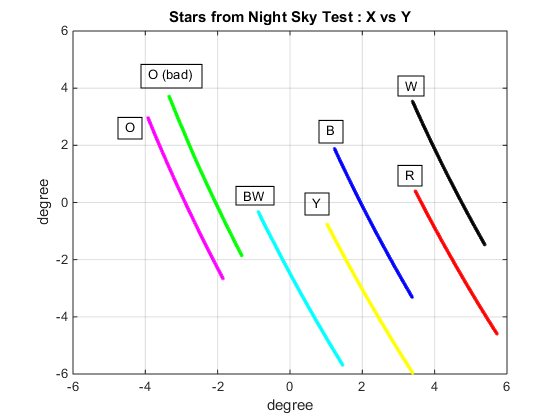 Stars from Night Sky Test : X vs Y
6
4
2
0
-2
-4
-6
degree
O
O (bad)
BW
Y
B
W
R
-6
-4
-2
0
2
4
6
degree